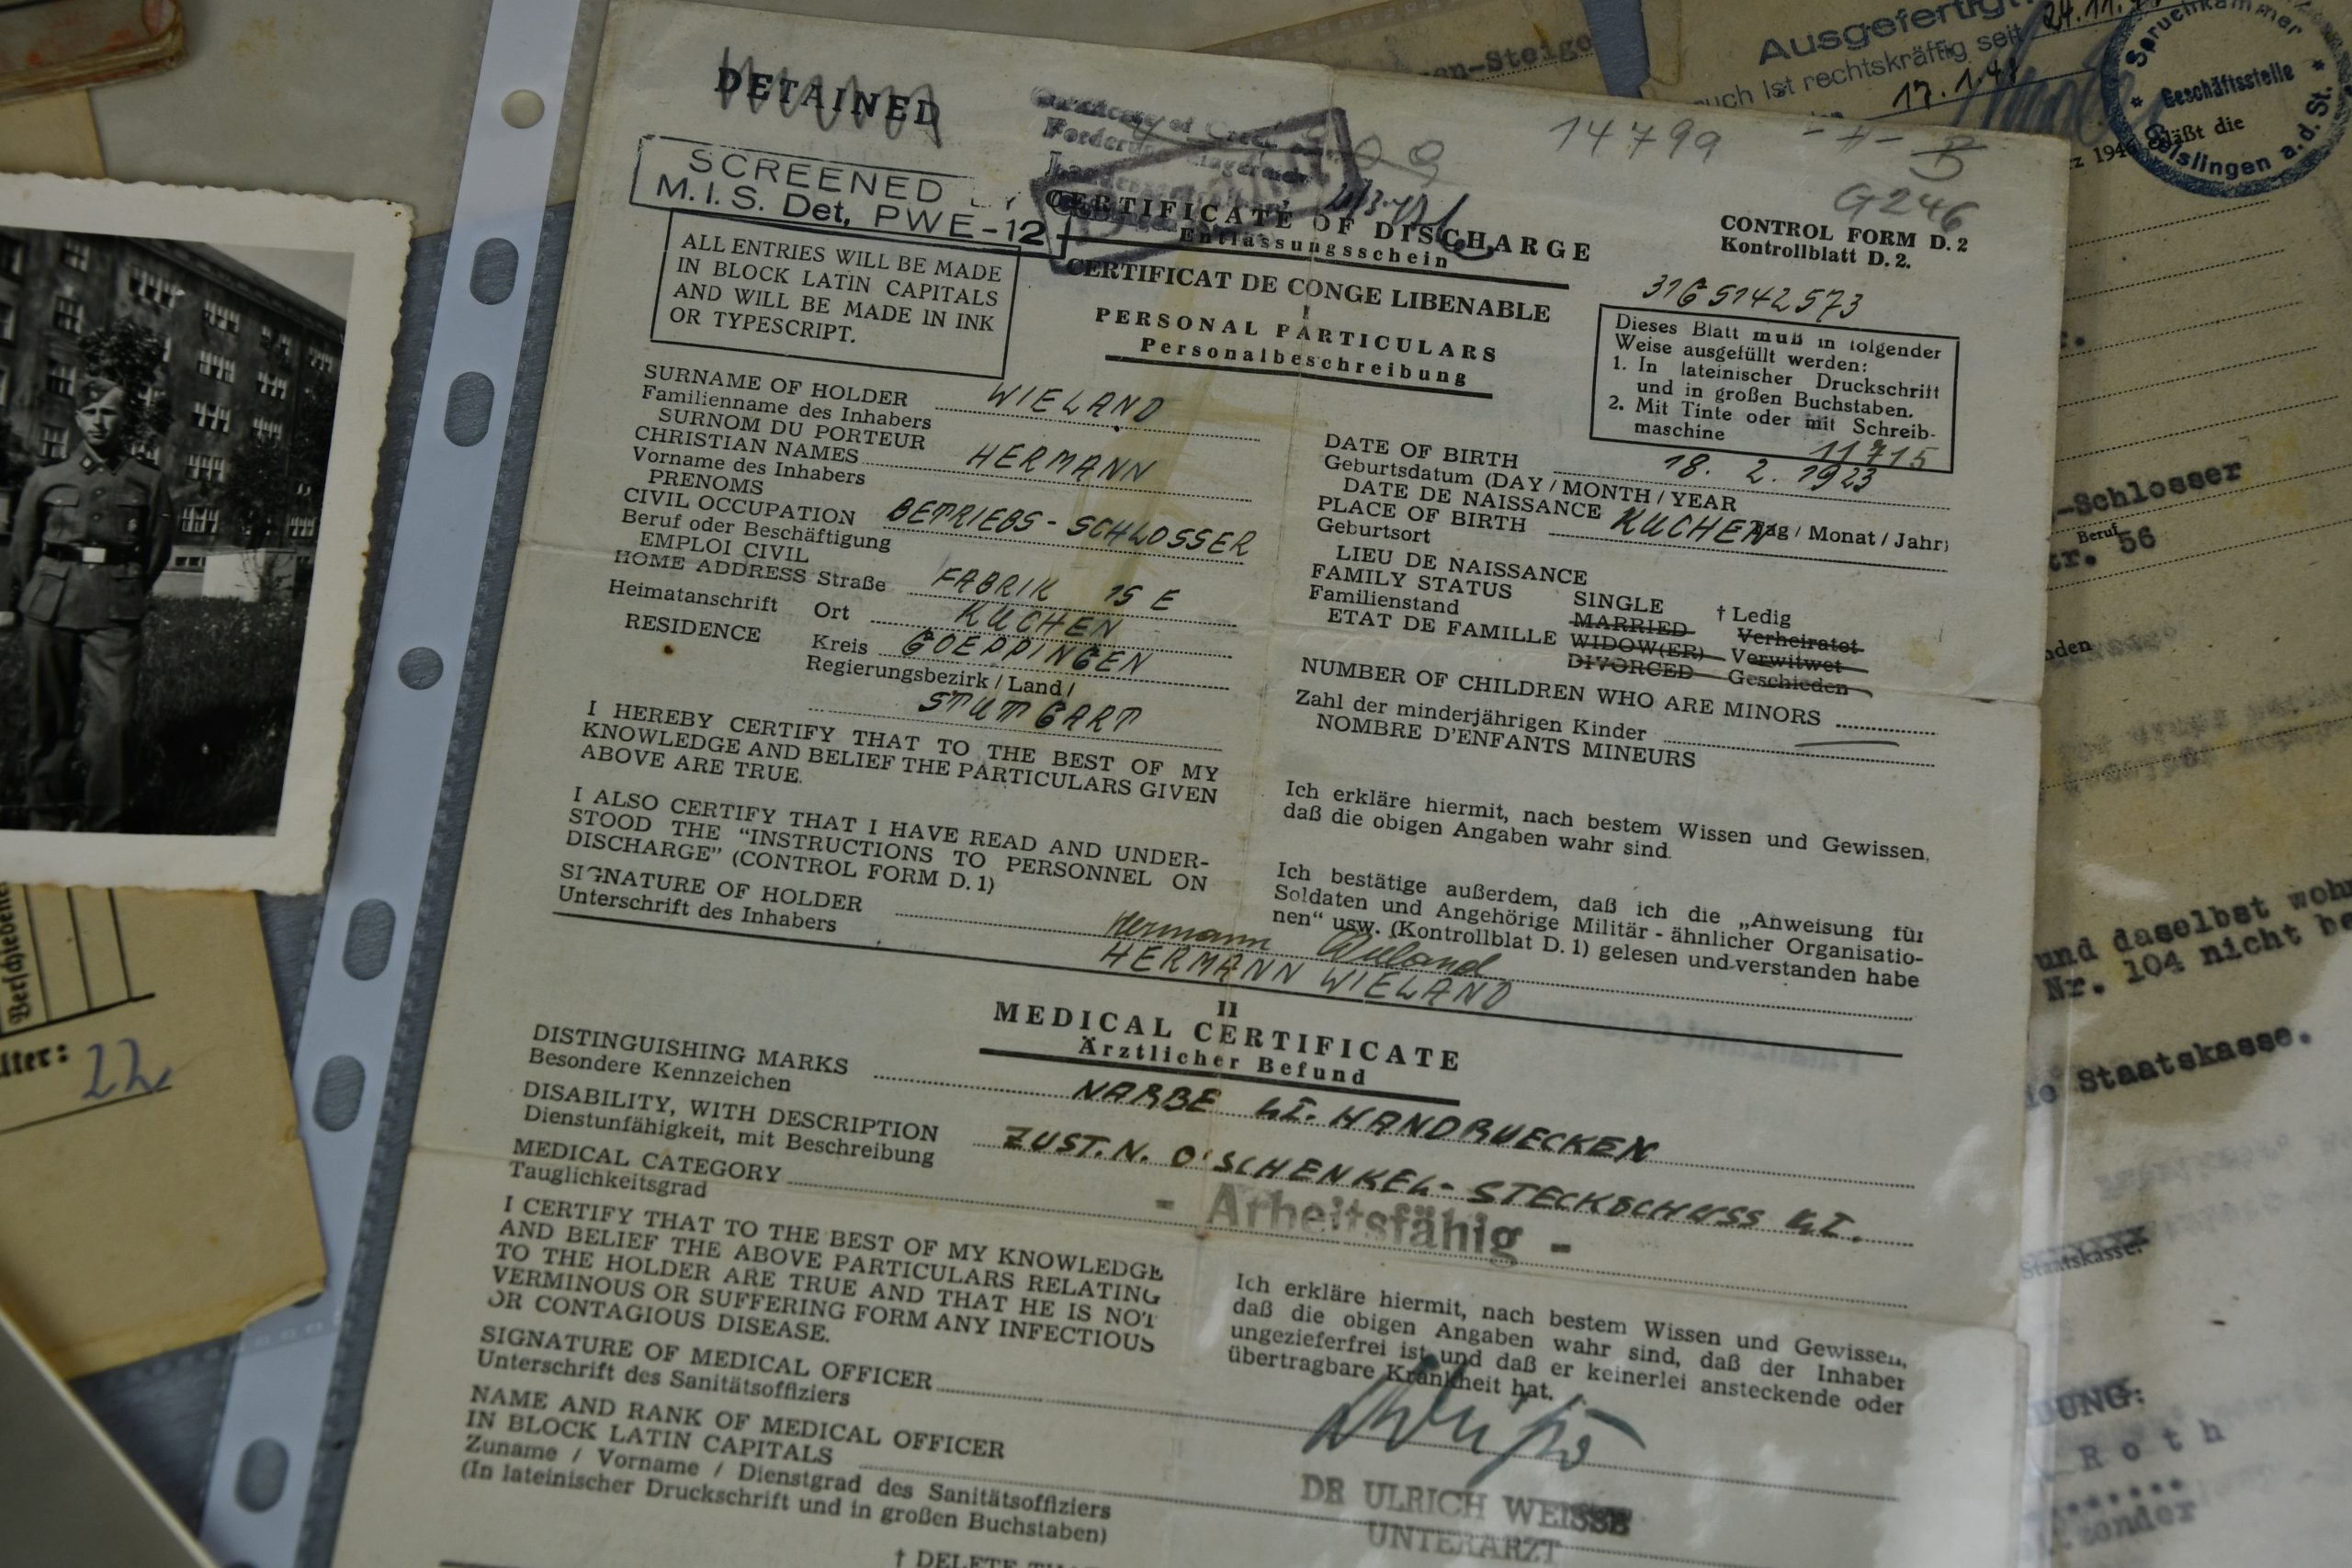 DETAINED
SCREENED BY
M.I.S. Det, PWE-12
14799 -H- B
G246
CERTIFICATE OF DISCHARGE
Entlassungsschein
CERTIFICAT DE CONGE LIBENABLE
I
PERSONAL PARTICULARS
Personalbeschreibung
CONTROL FORM D. 2
Kontrollblatt D. 2.
31G5142573
ALL ENTRIES WILL BE MADE
IN BLOCK LATIN CAPITALS
AND WILL BE MADE IN INK
OR TYPESCRIPT.
Dieses Blatt muß in folgender
Weise ausgefüllt werden:
1. In lateinischer Druckschrift
und in großen Buchstaben.
2. Mit Tinte oder mit Schreib-
maschine
11715
SURNAME OF HOLDER WIELAND
Familienname des Inhabers
SURNOM DU PORTEUR
CHRISTIAN NAMES HERMANN
Vorname des Inhabers
PRENOMS
CIVIL OCCUPATION BETRIEBS-SCHLOSSER
Beruf oder Beschäftigung
EMPLOI CIVIL
HOME ADDRESS Straße FABRIK 15 E
Heimatanschrift Ort KUCHEN
RESIDENCE Kreis GOEPPINGEN
Regierungsbezirk / Land /
STUTTGART
DATE OF BIRTH 18. 2. 1923
Geburtsdatum (DAY / MONTH / YEAR
DATE DE NAISSANCE Tag / Monat / Jahr)
PLACE OF BIRTH KUCHEN
Geburtsort
LIEU DE NAISSANCE
FAMILY STATUS SINGLE † Ledig
Familienstand MARRIED Verheiratet
ETAT DE FAMILLE WIDOW(ER) Verwitwet
DIVORCED Geschieden
NUMBER OF CHILDREN WHO ARE MINORS
Zahl der minderjährigen Kinder
NOMBRE D'ENFANTS MINEURS
I HEREBY CERTIFY THAT TO THE BEST OF MY
KNOWLEDGE AND BELIEF THE PARTICULARS GIVEN
ABOVE ARE TRUE.
I ALSO CERTIFY THAT I HAVE READ AND UNDER-
STOOD THE "INSTRUCTIONS TO PERSONNEL ON
DISCHARGE" (CONTROL FORM D. 1)
SIGNATURE OF HOLDER
Unterschrift des Inhabers
Ich erkläre hiermit, nach bestem Wissen und Gewissen,
daß die obigen Angaben wahr sind.
Ich bestätige außerdem, daß ich die „Anweisung für
Soldaten und Angehörige Militär - ähnlicher Organisatio-
nen“ usw. (Kontrollblat D. 1) gelesen und verstanden habe
Hermann Wieland
HERMANN WIELAND
II
MEDICAL CERTIFICATE
Ärztlicher Befund
DISTINGUISHING MARKS NARBE LI. HANDRUECKEN
Besondere Kennzeichen
DISABILITY, WITH DESCRIPTION ZUST. N. O'SCHENKEL-STECKSCHUSS LI.
Dienstunfähigkeit, mit Beschreibung
MEDICAL CATEGORY - Arbeitsfähig -
Tauglichkeitsgrad
I CERTIFY THAT TO THE BEST OF MY KNOWLEDGE
AND BELIEF THE ABOVE PARTICULARS RELATING
TO THE HOLDER ARE TRUE AND THAT HE IS NOT
VERMINOUS OR SUFFERING FORM ANY INFECTIOUS
OR CONTAGIOUS DISEASE.
Ich erkläre hiermit, nach bestem Wissen und Gewissen,
daß die obigen Angaben wahr sind, daß der Inhaber
ungezieferfrei ist und daß er keinerlei ansteckende oder
übertragbare Krankheit hat.
SIGNATURE OF MEDICAL OFFICER
Unterschrift des Sanitätsoffiziers
NAME AND RANK OF MEDICAL OFFICER
IN BLOCK LATIN CAPITALS
Zuname / Vorname / Dienstgrad des Sanitätsoffiziers
(In lateinischer Druckschrift und in großen Buchstaben)
DR ULRICH WEISSE
UNTERARZT
† DELETE
Ausgefertigt
24.11.
ist rechtskräftig seit
17.1.48
Spruchkammer
* Geschäftsstelle *
Geislingen a.d. St.
-Schlosser
Beruf
56
und daselbst
Nr. 104 nicht
Staatskasse.
Staatskasse.
Roth
22